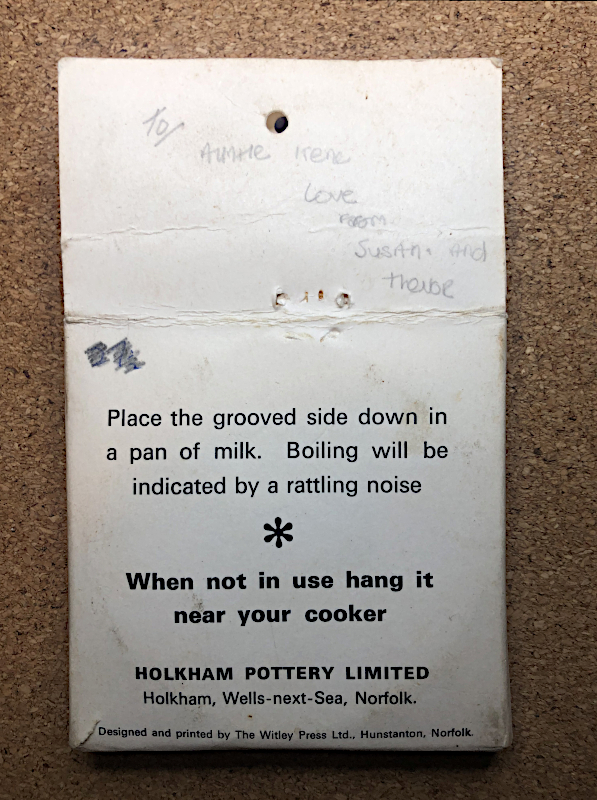 To/
Auntie Irene
Love
from
Susan. and
Place the grooved side down in
a pan of milk. Boiling will be
indicated by a rattling noise
*
When not in use hang it
near your cooker
HOLKHAM POTTERY LIMITED
Holkham, Wells-next-Sea, Norfolk.
Designed and printed by The Witley Press Ltd., Hunstanton, Norfolk.